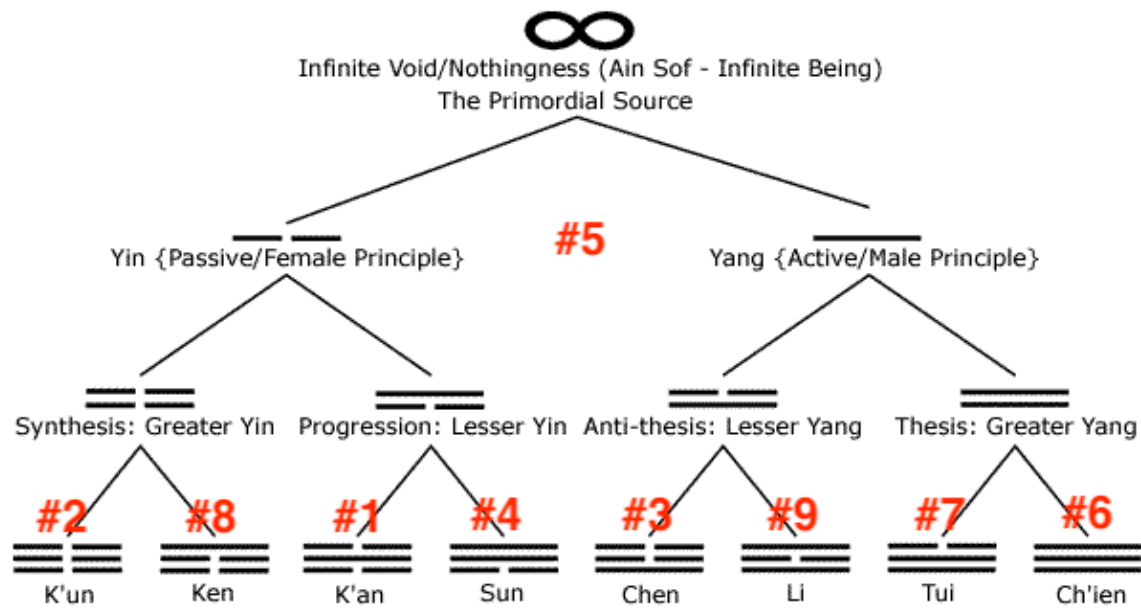 Infinite Void/Nothingness (Ain Sof - Infinite Being)
The Primordial Source
#5
Yin {Passive/Female Principle}
Yang {Active/Male Principle}
Synthesis: Greater Yin
Progression: Lesser Yin
Anti-thesis: Lesser Yang
Thesis: Greater Yang
#2
#8
#1
#4
#3
#9
#7
#6
K'un
Ken
K'an
Sun
Chen
Li
Tui
Ch'ien